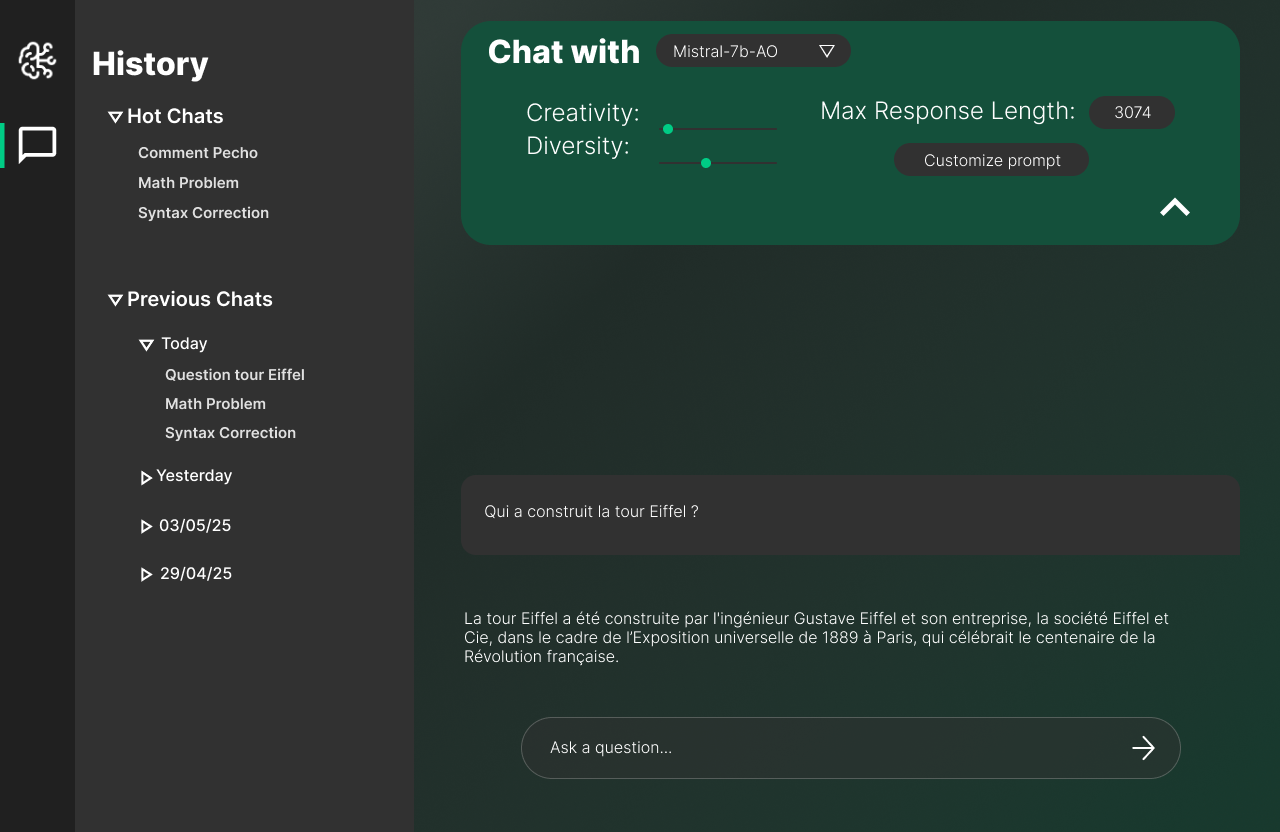 History
Hot Chats
Comment Pecho
Math Problem
Syntax Correction
Previous Chats
Today
Question tour Eiffel
Math Problem
Syntax Correction
Yesterday
03/05/25
29/04/25
Chat with
Mistral-7b-AO
Creativity:
Diversity:
Max Response Length:
3074
Customize prompt
Qui a construit la tour Eiffel ?
La tour Eiffel a été construite par l'ingénieur Gustave Eiffel et son entreprise, la société Eiffel et
Cie, dans le cadre de l’Exposition universelle de 1889 à Paris, qui célébrait le centenaire de la
Révolution française.
Ask a question...